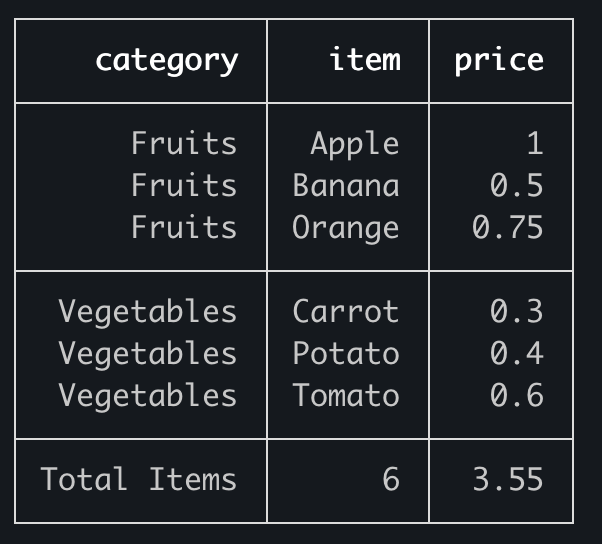 category item price
Fruits Apple 1
Fruits Banana 0.5
Fruits Orange 0.75
Vegetables Carrot 0.3
Vegetables Potato 0.4
Vegetables Tomato 0.6
Total Items 6 3.55